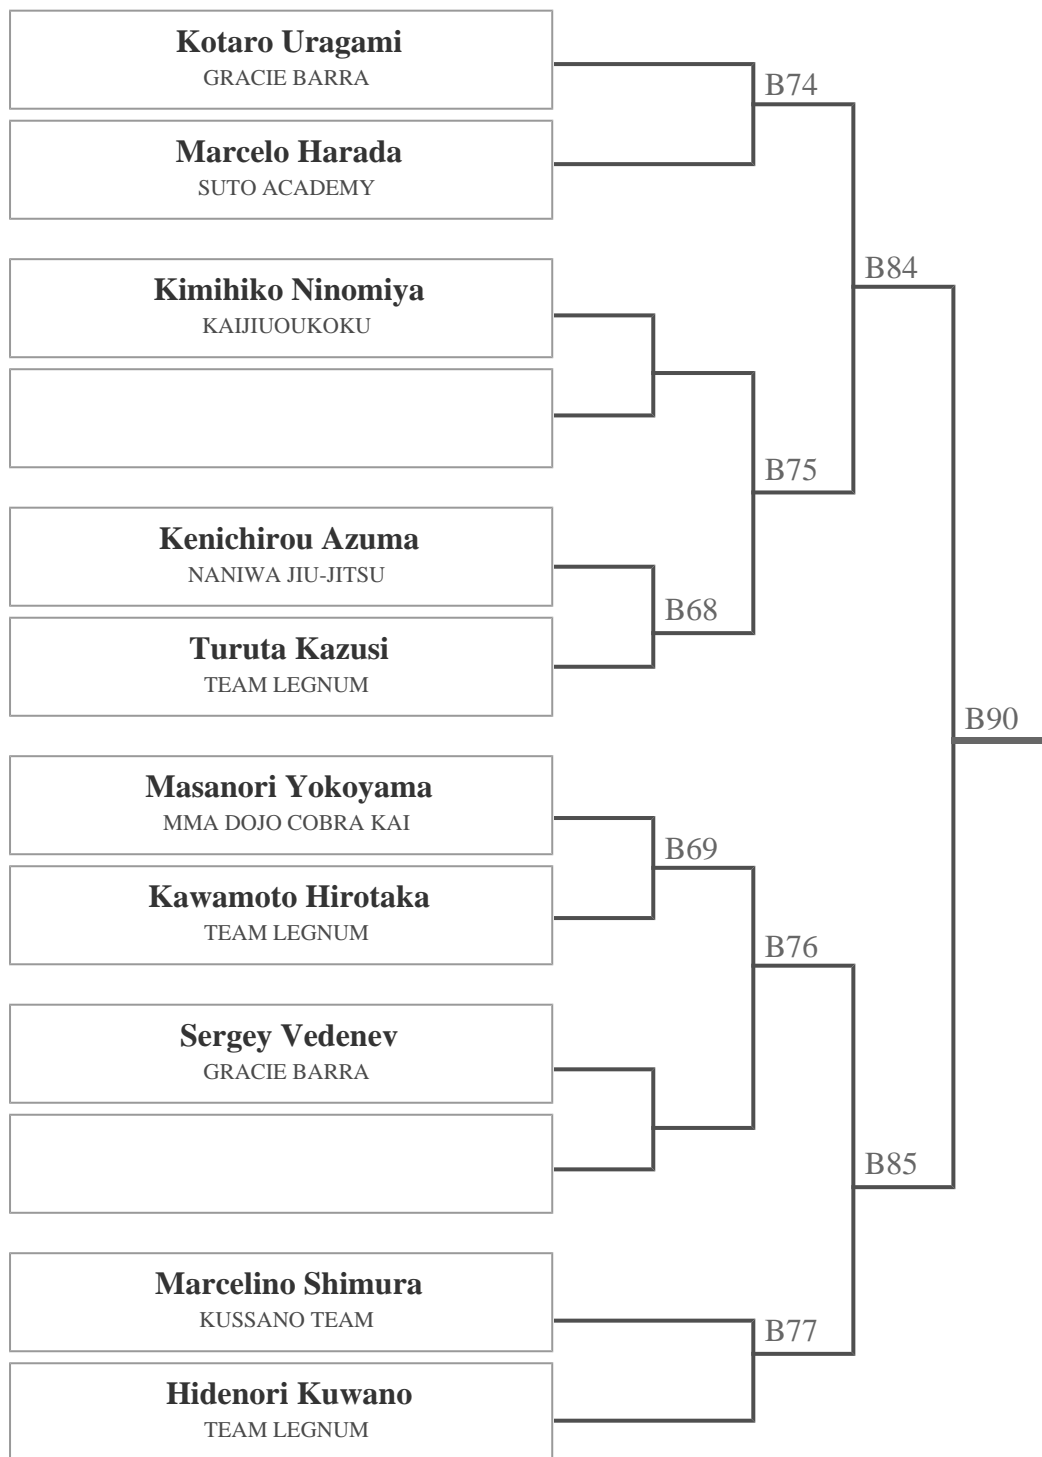 Kotaro Uragami
GRACIE BARRA
B74
Marcelo Harada
SUTO ACADEMY
B84
Kimihiko Ninomiya
KAIJIUOUKOKU
B75
Kenichirou Azuma
NANIWA JIU-JITSU
B68
Turuta Kazusi
TEAM LEGNUM
B90
Masanori Yokoyama
MMA DOJO COBRA KAI
B69
Kawamoto Hirotaka
TEAM LEGNUM
B76
Sergey Vedenev
GRACIE BARRA
B85
Marcelino Shimura
KUSSANO TEAM
B77
Hidenori Kuwano
TEAM LEGNUM